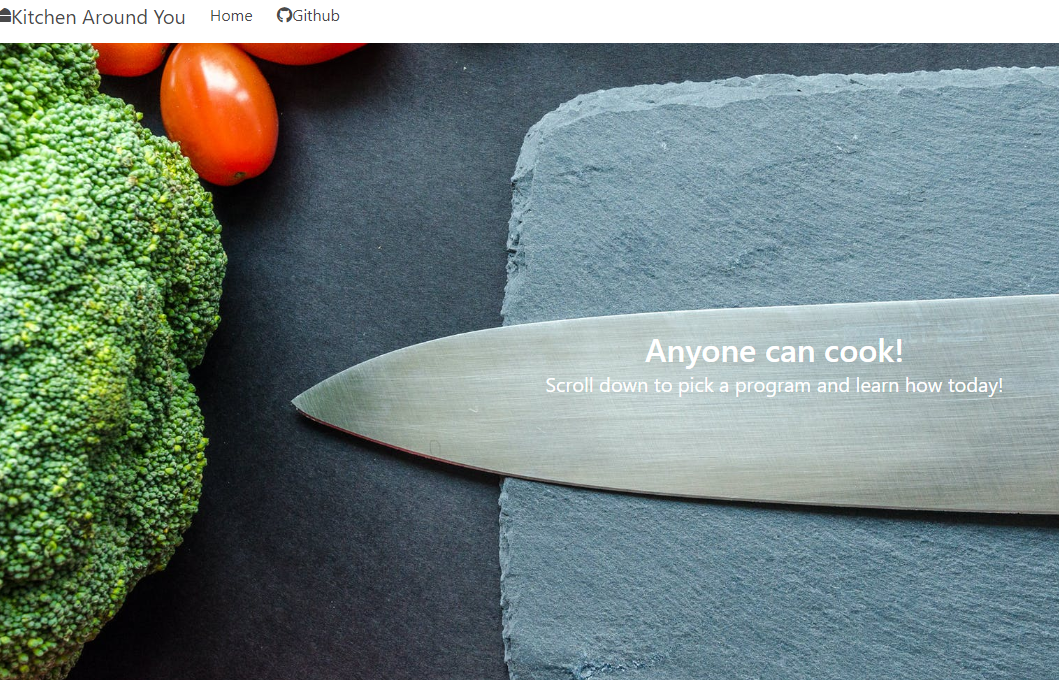 Kitchen Around You Home Github
Anyone can cook!
Scroll down to pick a program and learn how today!